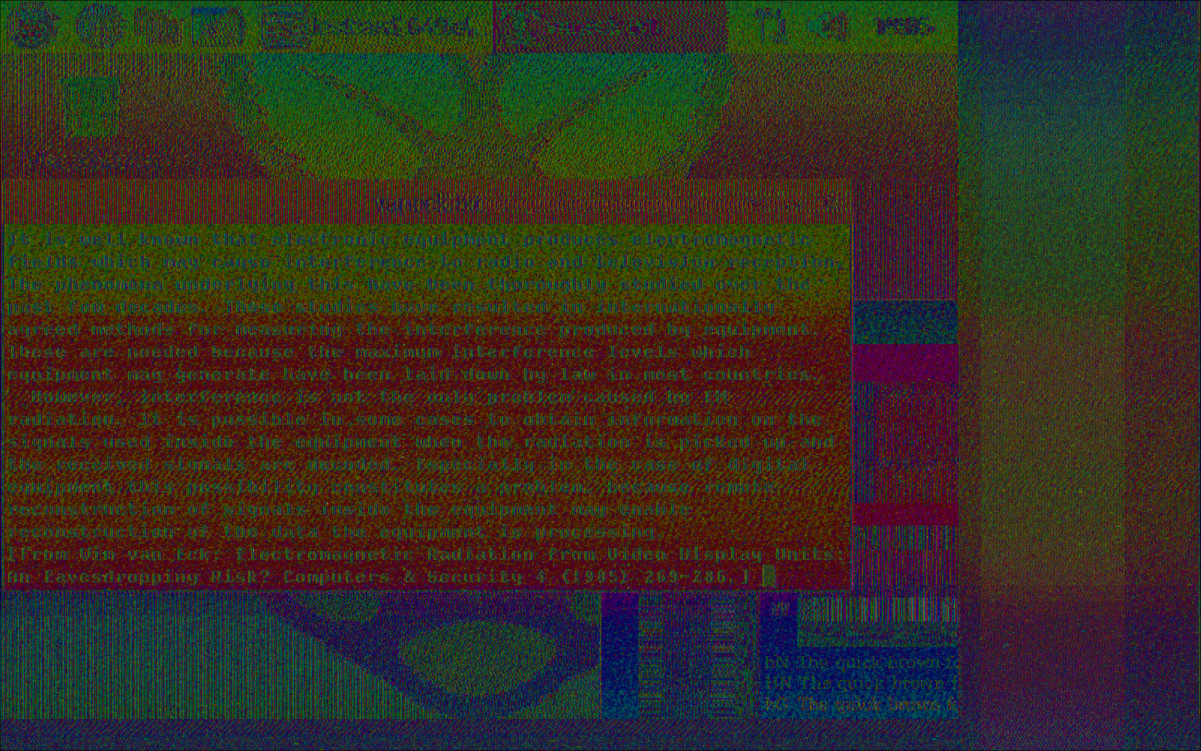 It is well known that electronic equipment produces electromagnetic
fields which may cause interference to radio and television reception.
The phenomena underlying this have been thoroughly studied over the
past few decades. These studies have resulted in internationally
agreed methods for measuring the interference produced by equipment.
These are needed because the maximum interference levels which
equipment may generate have been laid down by law in most countries.
However, interference is not the only problem caused by EM
radiation. It is possible in some cases to obtain information on the
signals used inside the equipment when the radiation is picked up and
the received signals are decoded. Especially in the case of digital
equipment this possibility constitutes a problem, because remote
reconstruction of signals inside the equipment may enable
reconstruction of the data the equipment is processing.
[From Wim van Eck: Electromagnetic Radiation from Video Display Units:
An Eavesdropping Risk? Computers & Security 4 (1985) 269-286.]
bN The quick brown fo
The quick brown f
The quick brown f